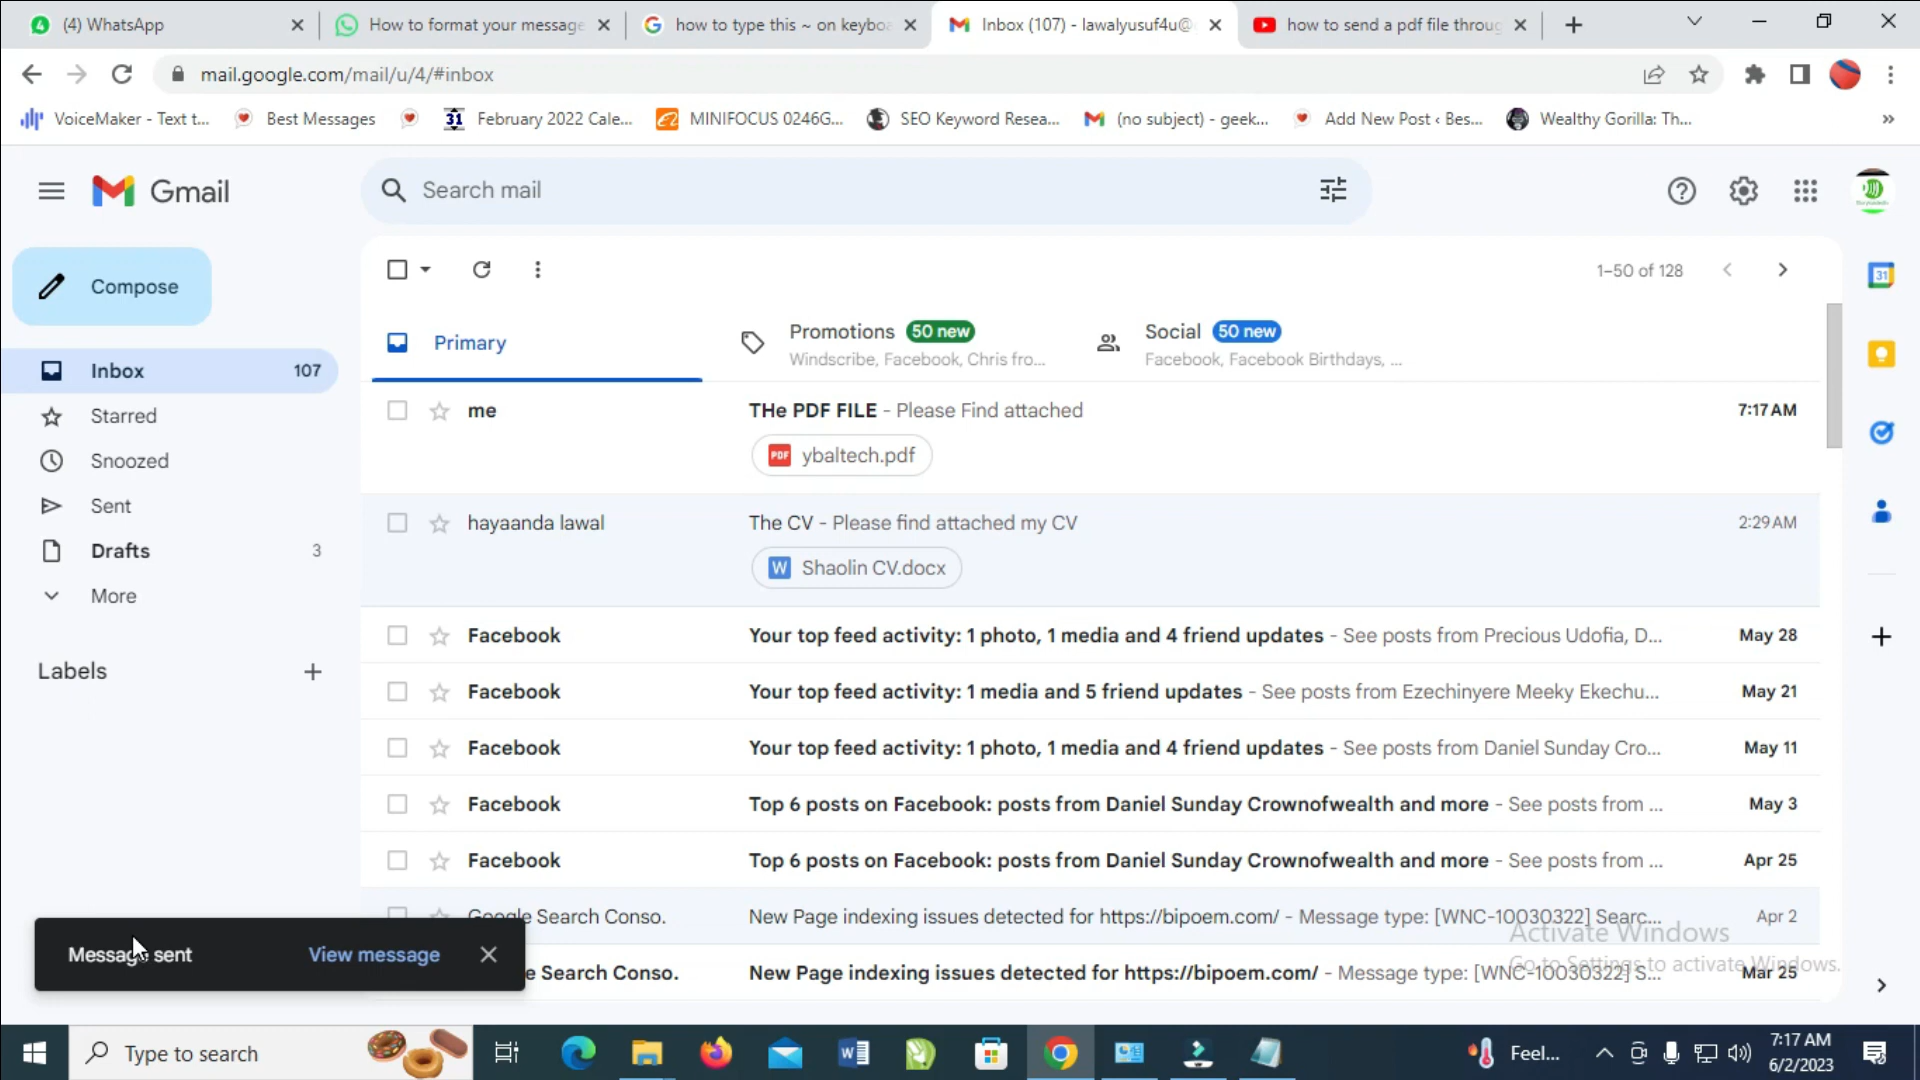 (4) WhatsApp
How to format your message
how to type this ~ on keyboa
Inbox (107) - lawalyusuf4u@
how to send a pdf file throug
mail.google.com/mail/u/4/#inbox
VoiceMaker - Text t...
Best Messages
31
February 2022 Cale...
MINIFOCUS 0246G...
SEO Keyword Resea...
(no subject) - geek...
Add New Post ‹ Bes...
Wealthy Gorilla: Th...
»
Gmail
Search mail
Compose
1–50 of 128
31
Primary
Promotions 50 new
Windscribe, Facebook, Chris fro...
Social 50 new
Facebook, Facebook Birthdays, ...
Inbox 107
Starred
Snoozed
Sent
Drafts 3
More
Labels
me THe PDF FILE - Please Find attached 7:17 AM
PDF ybaltech.pdf
hayaanda lawal The CV - Please find attached my CV 2:29 AM
W Shaolin CV.docx
Facebook Your top feed activity: 1 photo, 1 media and 4 friend updates - See posts from Precious Udofia, D... May 28
Facebook Your top feed activity: 1 media and 5 friend updates - See posts from Ezechinyere Meeky Ekechu... May 21
Facebook Your top feed activity: 1 photo, 1 media and 4 friend updates - See posts from Daniel Sunday Cro... May 11
Facebook Top 6 posts on Facebook: posts from Daniel Sunday Crownofwealth and more - See posts from ... May 3
Facebook Top 6 posts on Facebook: posts from Daniel Sunday Crownofwealth and more - See posts from ... Apr 25
Google Search Conso. New Page indexing issues detected for https://bipoem.com/ - Message type: [WNC-10030322] Searc... Apr 2
e Search Conso. New Page indexing issues detected for https://bipoem.com/ - Message type: [WNC-10030322] S... Mar 25
Activate Windows
Go to Settings to activate Windows.
Message sent View message
Type to search
Feel...
7:17 AM
6/2/2023